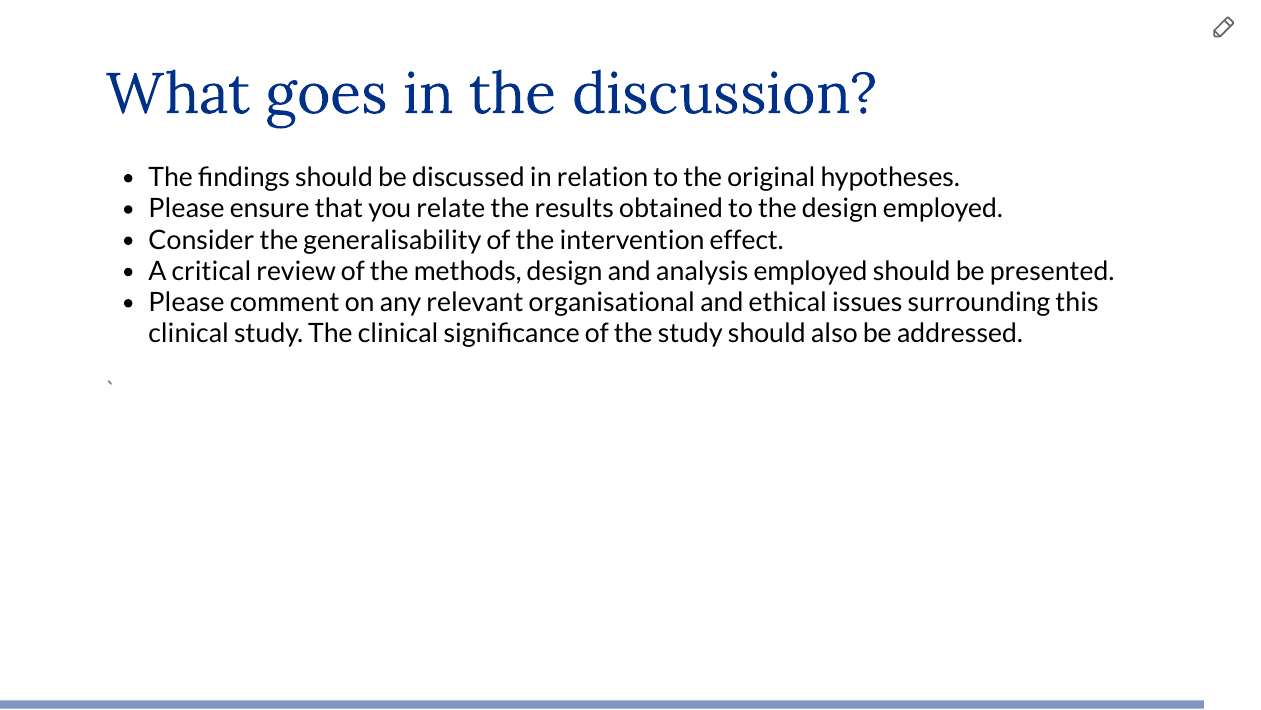 What goes in the discussion?
• The findings should be discussed in relation to the original hypotheses.
• Please ensure that you relate the results obtained to the design employed.
• Consider the generalisability of the intervention effect.
• A critical review of the methods, design and analysis employed should be presented.
• Please comment on any relevant organisational and ethical issues surrounding this
clinical study. The clinical significance of the study should also be addressed.
`